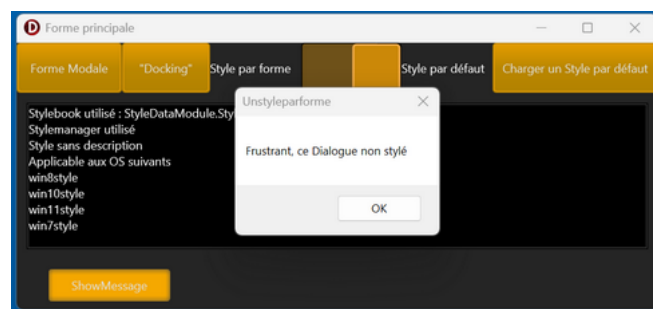 Forme principale
Forme Modale "Docking" Style par forme Style par défaut Charger un Style par défaut
Stylebook utilisé : StyleDataModule.Sty
Stylemanager utilisé
Style sans description
Applicable aux OS suivants
win8style
win10style
win11style
win7style
Unstyleparforme
Frustrant, ce Dialogue non stylé
OK
ShowMessage